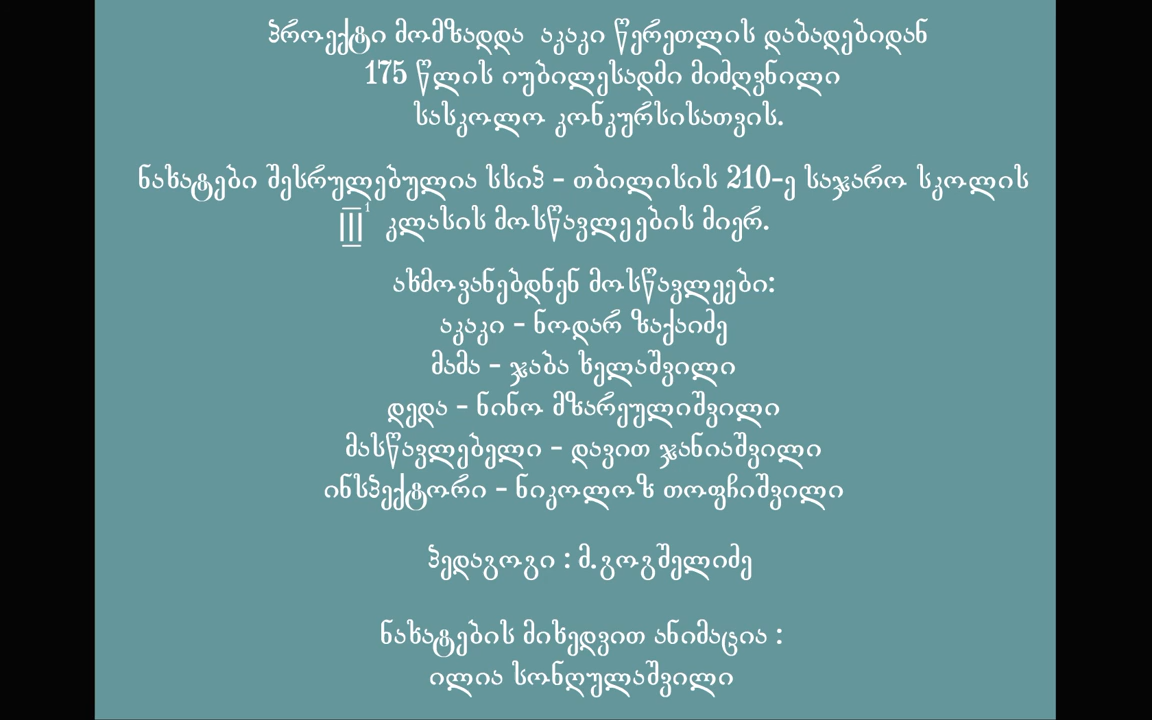 პროექტი მომზადდა აკაკი წერეთლის დაბადებიდან
175 წლის იუბილესადმი მიძღვნილი
სასკოლო კონკურსისათვის.
ნახატები შესრულებულია სსიპ - თბილისის 210-ე საჯარო სკოლის
III¹ კლასის მოსწავლეების მიერ.
ახმოვანებდნენ მოსწავლეები:
აკაკი - ნოდარ ზაქაიძე
მამა - ჯაბა ხელაშვილი
დედა - ნინო მზარეულიშვილი
მასწავლებელი - დავით ჯანიაშვილი
ინსპექტორი - ნიკოლოზ თოფჩიშვილი
პედაგოგი : მ.გოგშელიძე
ნახატების მიხედვით ანიმაცია :
ილია სონღულაშვილი